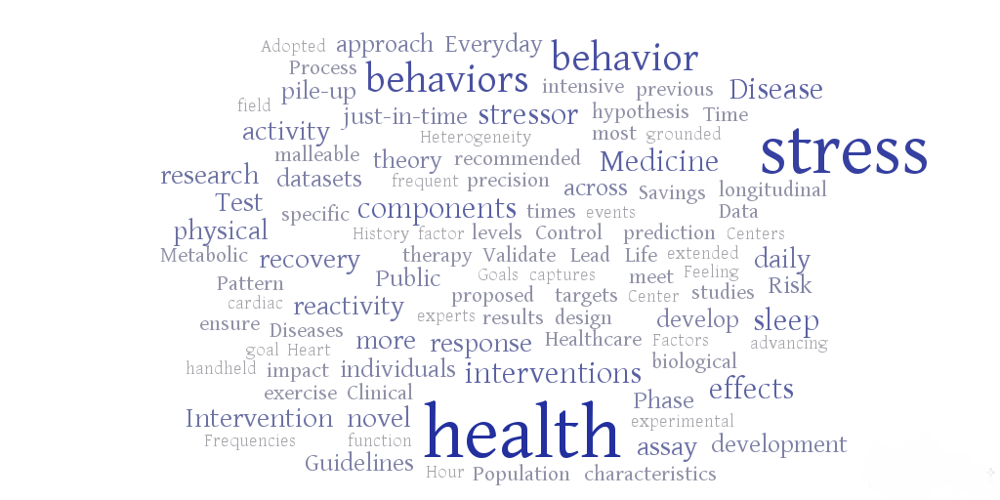 Adopted approach Everyday behavior
Process behaviors intensive previous Disease
pile-up
field just-in-time stressor hypothesis Time
activity Heterogeneity most grounded stress
malleable theory recommended Medicine
research datasets frequent precision across Savings longitudinal
Test specific components times events Data
physical History factor levels Control prediction Centers
Metabolic recovery therapy Validate Lead Life extended daily
Pattern Public Goals captures meet Feeling Risk
cardiac reactivity proposed targets Center studies
ensure Diseases experts results design develop sleep
goal Heart more response Healthcare Factors advancing
handheld impact individuals interventions biological
exercise Clinical Phase effects
Intervention novel health experimental
Frequencies function assay development
Guidelines Hour Population characteristics